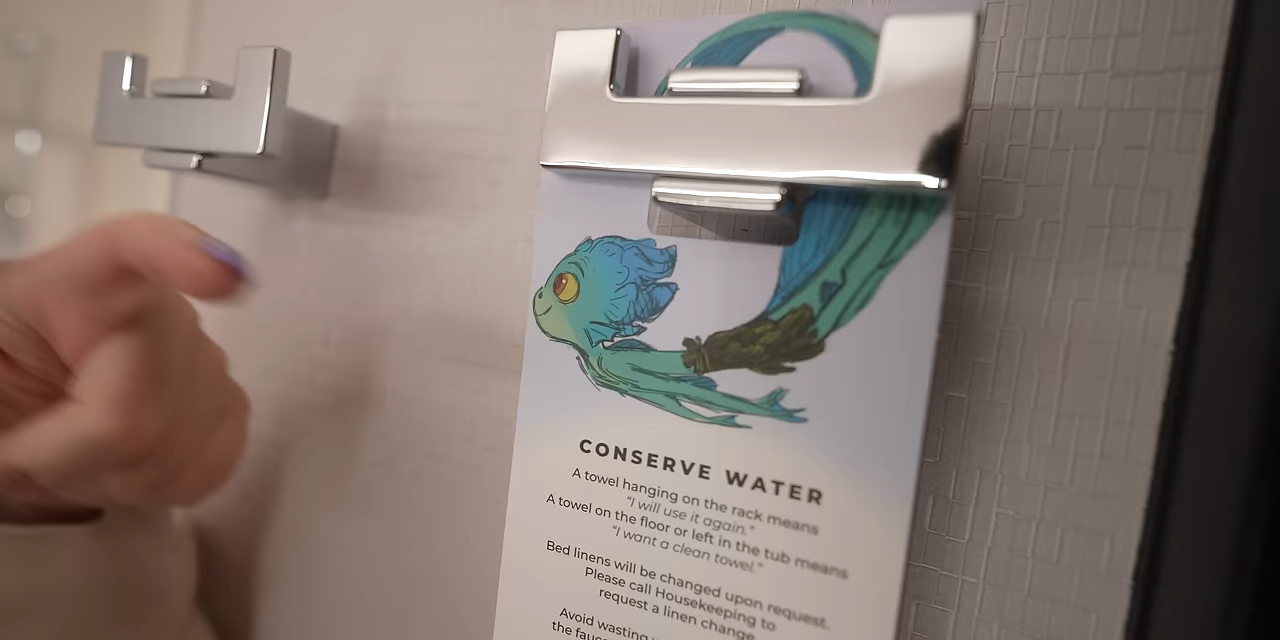 CONSERVE WATER
A towel hanging on the rack means
"I will use it again."
A towel on the floor or left in the tub means
"I want a clean towel."
Bed linens will be changed upon request.
Please call Housekeeping to
request a linen change
Avoid wasting
the